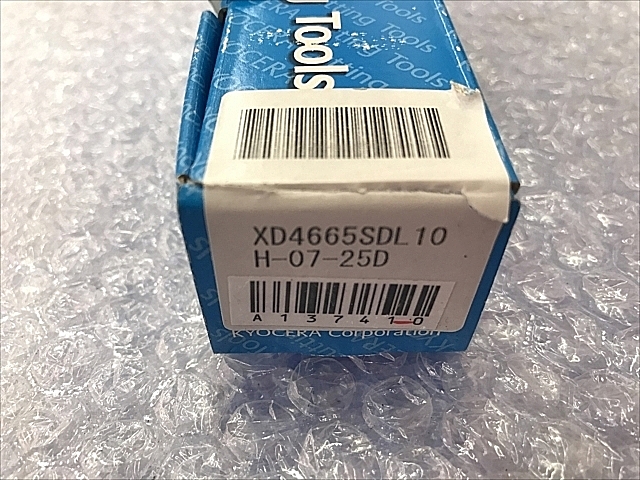 Tools
XD4665SDL10
H-07-25D
A137410
KYOCERA Corporation